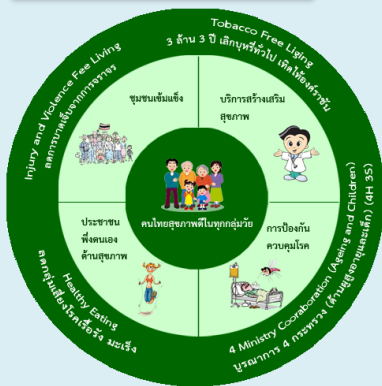 Tobacco Free Liging
3 ล้าน 3 ปี เลิกบุหรี่ทั่วไป เทิดไท้องค์ราชัน
Injury and Violence Fee Living
ลดการบาดเจ็บจากการจราจร
ชุมชนเข้มแข็ง
บริการสร้างเสริม
สุขภาพ
คนไทยสุขภาพดีในทุกกลุ่มวัย
ประชาชน
พึ่งตนเอง
ด้านสุขภาพ
การป้องกัน
ควบคุมโรค
Healthy Eating
ลดกลุ่มเสี่ยงโรคเรื้อรัง มะเร็ง
4 Ministry Cooraboration (Ageing and Children)
บูรณาการ 4 กระทรวง (ด้านผู้สูงอายุและเด็ก) (4H 3S)